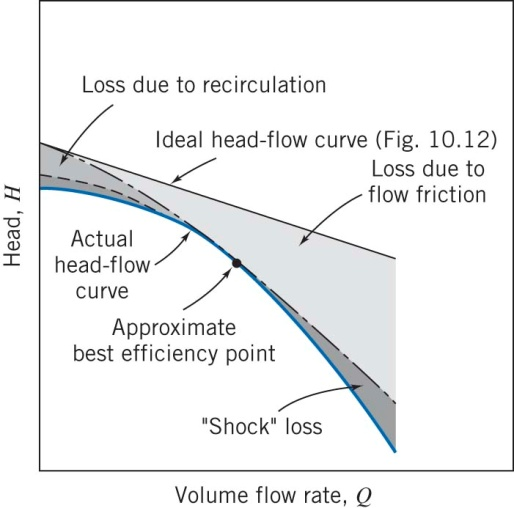 Loss due to recirculation
Ideal head-flow curve (Fig. 10.12)
Loss due to
flow friction
Head, H
Actual
head-flow
curve
Approximate
best efficiency point
"Shock" loss
Volume flow rate, Q